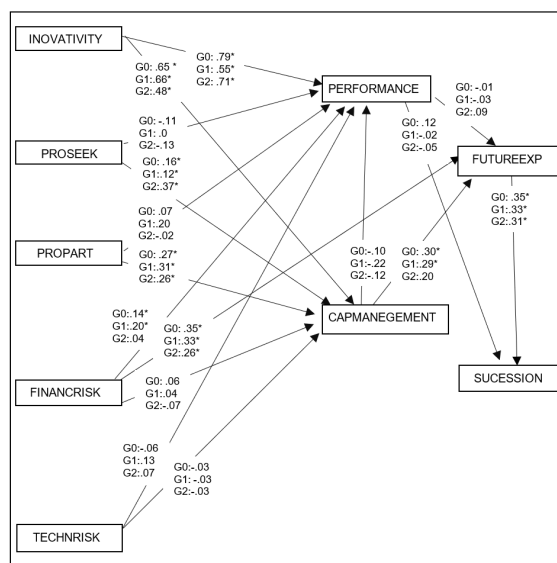 INOVATIVITY
G0: .79*
G1: .55*
G2: .71*
G0: .65 *
G1:.66*
G2:.48*
PERFORMANCE
G0: -.01
G1:-.03
G2:.09
G0: -.11
G1: .0
G2:-.13
G0: .12
G1:-.02
G2:-.05
PROSEEK
FUTUREEXP
G0: .16*
G1:.12*
G2:.37*
G0: .07
G1:.20
G2:-.02
G0: .35*
G1:.33*
G2:.31*
PROPART
G0:-.10
G1:-.22
G2:-.12
G0: .30*
G1:.29*
G2:.20
G0: .27*
G1:.31*
G2:.26*
CAPMANEGEMENT
G0:.14*
G1:.20*
G2:.04
G0: .35*
G1:.33*
G2:.26*
FINANCRISK
G0: .06
G1:.04
G2:-.07
SUCESSION
G0:-.06
G1:.13
G2:.07
G0:-.03
G1: -.03
G2:-.03
TECHNRISK